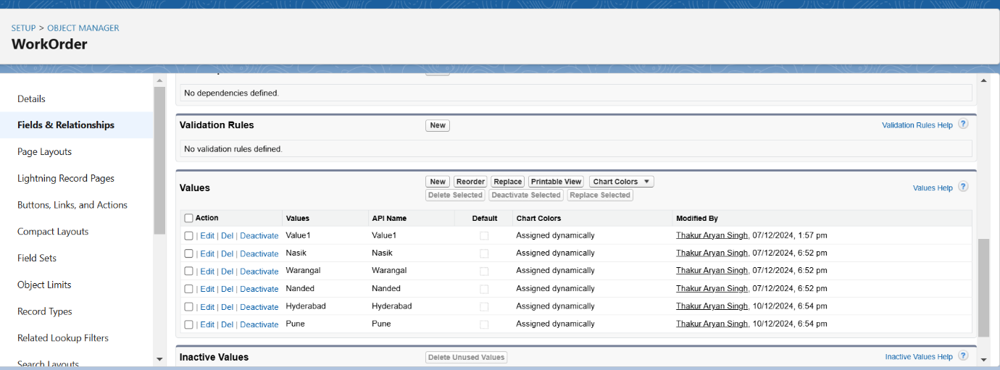 SETUP > OBJECT MANAGER
WorkOrder
Details
Fields & Relationships
Page Layouts
Lightning Record Pages
Buttons, Links, and Actions
Compact Layouts
Field Sets
Object Limits
Record Types
Related Lookup Filters
Search Layouts
No dependencies defined.
Validation Rules New Validation Rules Help ?
No validation rules defined.
Values New Reorder Replace Printable View Chart Colors ▼ Values Help ?
Delete Selected Deactivate Selected Replace Selected
Action Values API Name Default Chart Colors Modified By
| Edit | Del | Deactivate Value1 Value1 Assigned dynamically Thakur Aryan Singh, 07/12/2024, 1:57 pm
| Edit | Del | Deactivate Nasik Nasik Assigned dynamically Thakur Aryan Singh, 07/12/2024, 6:52 pm
| Edit | Del | Deactivate Warangal Warangal Assigned dynamically Thakur Aryan Singh, 07/12/2024, 6:52 pm
| Edit | Del | Deactivate Nanded Nanded Assigned dynamically Thakur Aryan Singh, 07/12/2024, 6:52 pm
| Edit | Del | Deactivate Hyderabad Hyderabad Assigned dynamically Thakur Aryan Singh, 10/12/2024, 6:54 pm
| Edit | Del | Deactivate Pune Pune Assigned dynamically Thakur Aryan Singh, 10/12/2024, 6:54 pm
Inactive Values Delete Unused Values Inactive Values Help ?